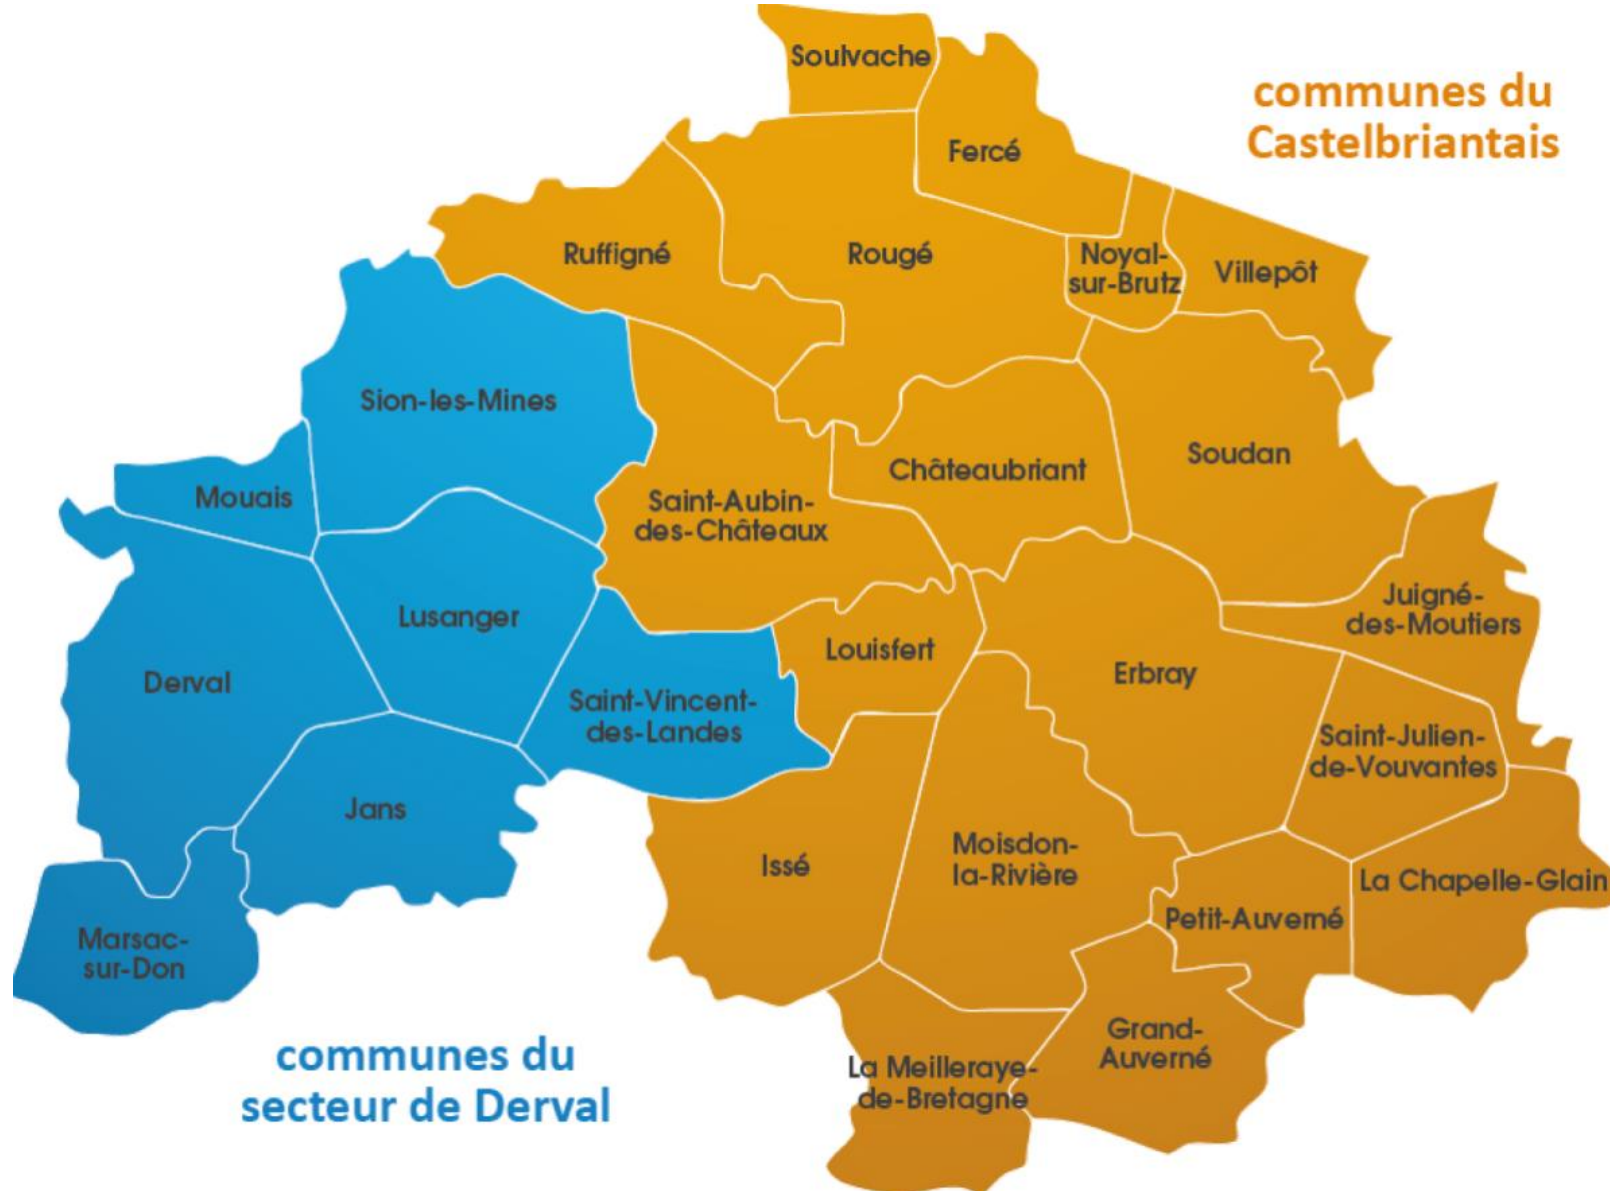 Soulvache
communes du
Castelbriantais
Fercé
Ruffigné
Rougé
Noyal-
sur-Brutz
Villepôt
Sion-les-Mines
Châteaubriant
Soudan
Mouais
Saint-Aubin-
des-Châteaux
Juigné-
des-Moutiers
Lusanger
Louisfert
Erbray
Derval
Saint-Vincent-
des-Landes
Saint-Julien-
de-Vouvantes
Jans
Issé
Moisdon-
la-Rivière
La Chapelle-Glain
Petit-Auverné
Marsac-
sur-Don
Grand-
Auverné
communes du
secteur de Derval
La Meilleraye-
de-Bretagne